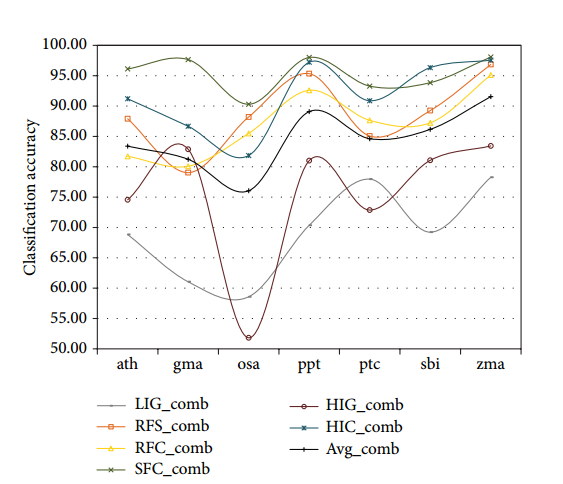 100.00
95.00
90.00
85.00
80.00
75.00
70.00
65.00
60.00
55.00
50.00
Classification accuracy
ath gma osa ppt ptc sbi zma
LIG_comb
RFS_comb
RFC_comb
SFC_comb
HIG_comb
HIC_comb
Avg_comb